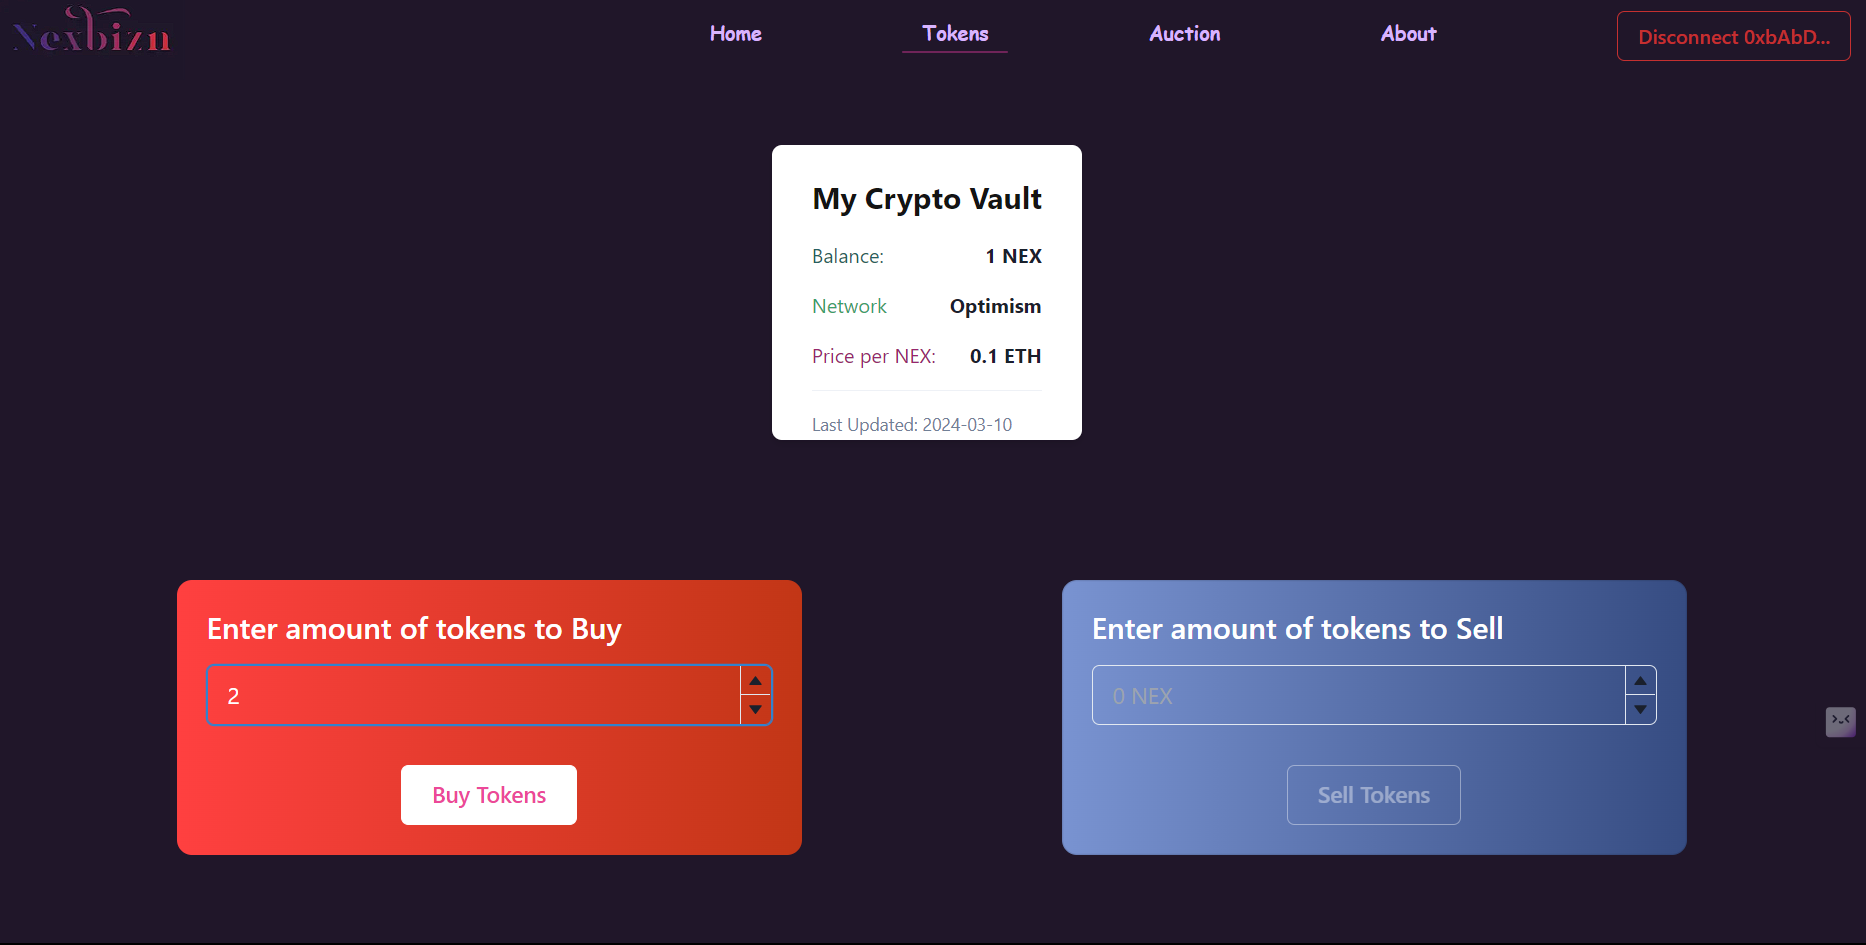 Nexbizn
Home Tokens Auction About Disconnect 0xbAbD...
My Crypto Vault
Balance: 1 NEX
Network Optimism
Price per NEX: 0.1 ETH
Last Updated: 2024-03-10
Enter amount of tokens to Buy
2
Buy Tokens
Enter amount of tokens to Sell
0 NEX
Sell Tokens